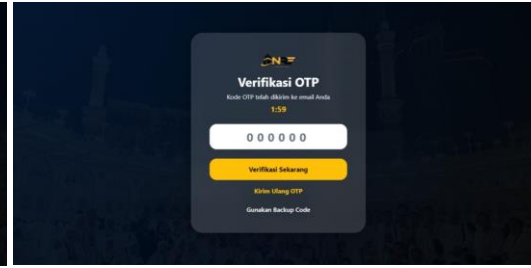 Verifikasi OTP
Kode OTP telah dikirim ke email Anda
1:59
000000
Verifikasi Sekarang
Kirim Ulang OTP
Gunakan Backup Code